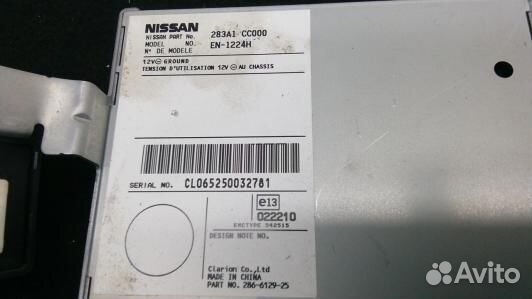 NISSAN
NISSAN PART No. 283A1 CC000
MODEL NO. EN-1224H
N° DE MODELE
12V⊖ GROUND
TENSION D'UTILISATION 12V ⊖ AU CHASSIS
SERIAL NO. CL065250032781
e13
022210
EMCTYPE 342515
DESIGN NOTE NO.
Clarion Co.,Ltd
MADE IN CHINA
PART NO. 286-6129-25
Avito